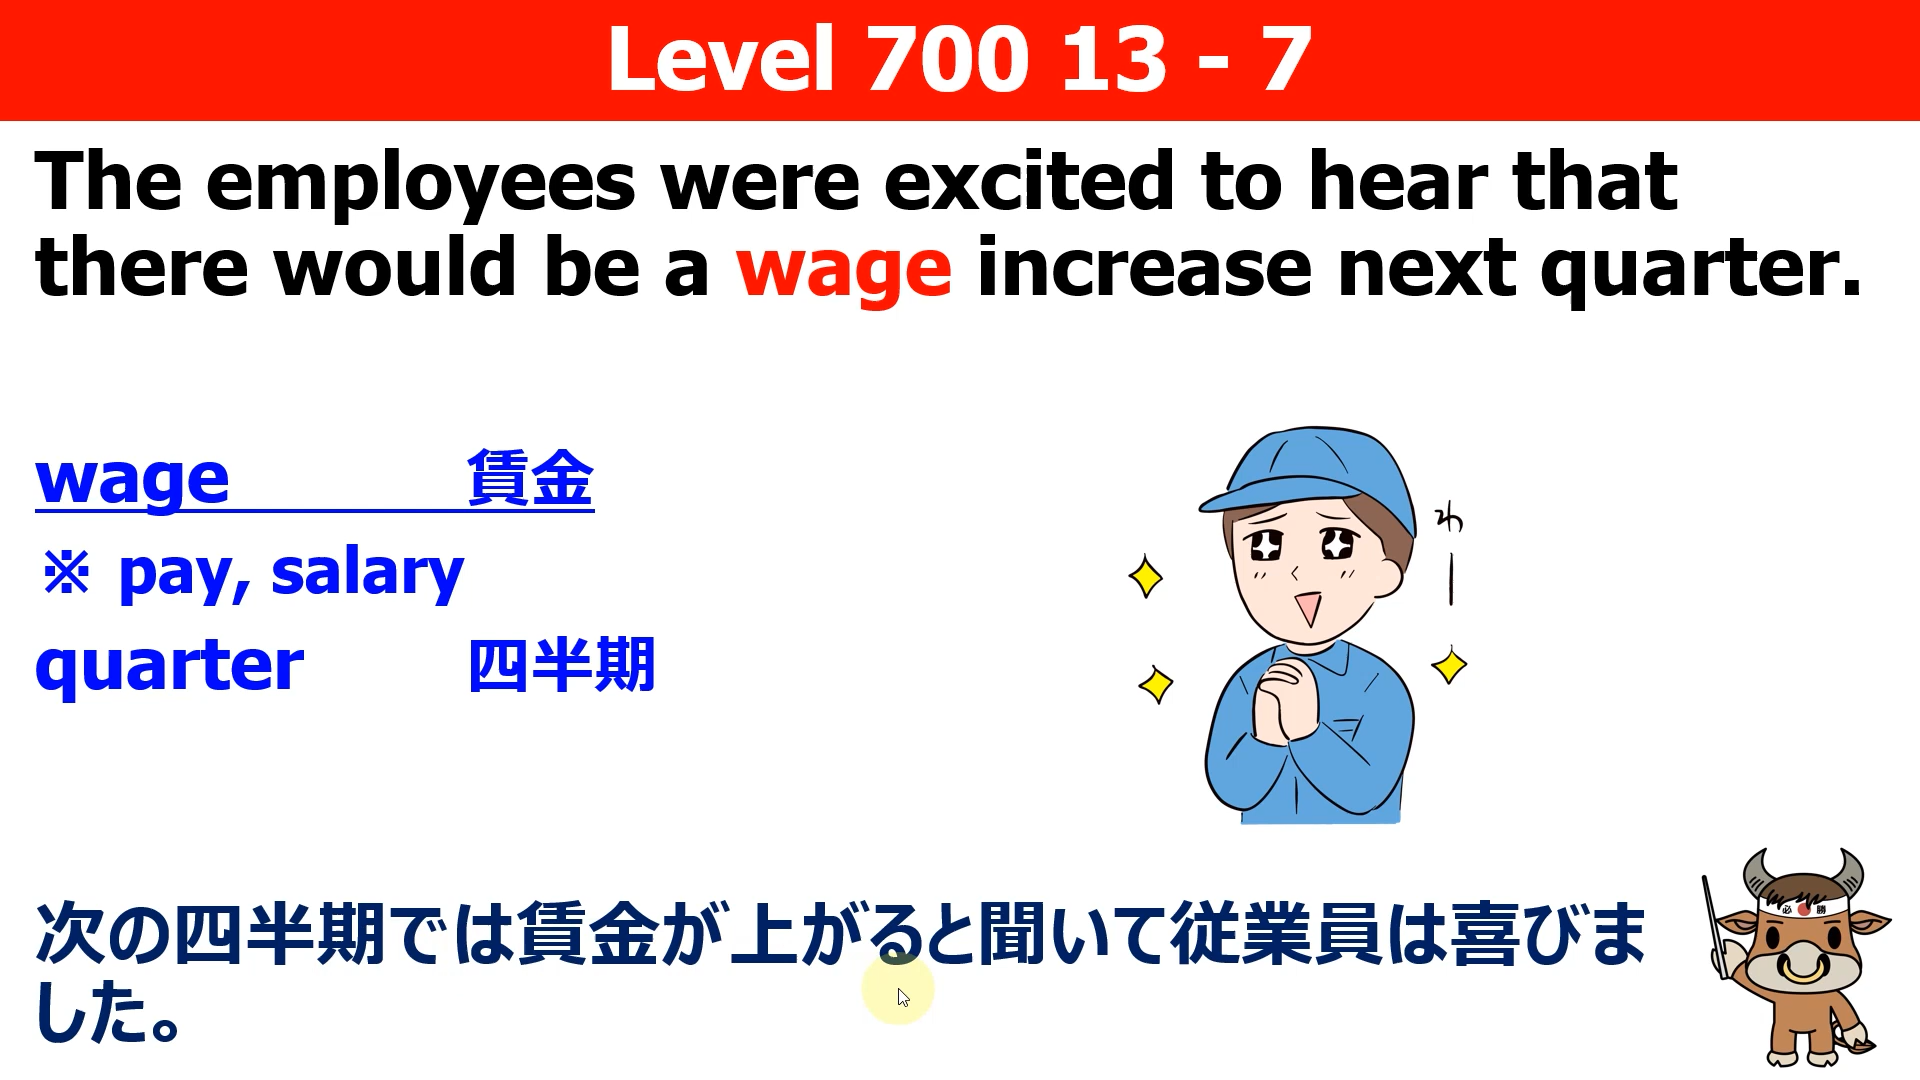 Level 700 13 - 7
The employees were excited to hear that
there would be a wage increase next quarter.
wage 賃金
※ pay, salary
quarter 四半期
わー
必 勝
次の四半期では賃金が上がると聞いて従業員は喜びま
した。